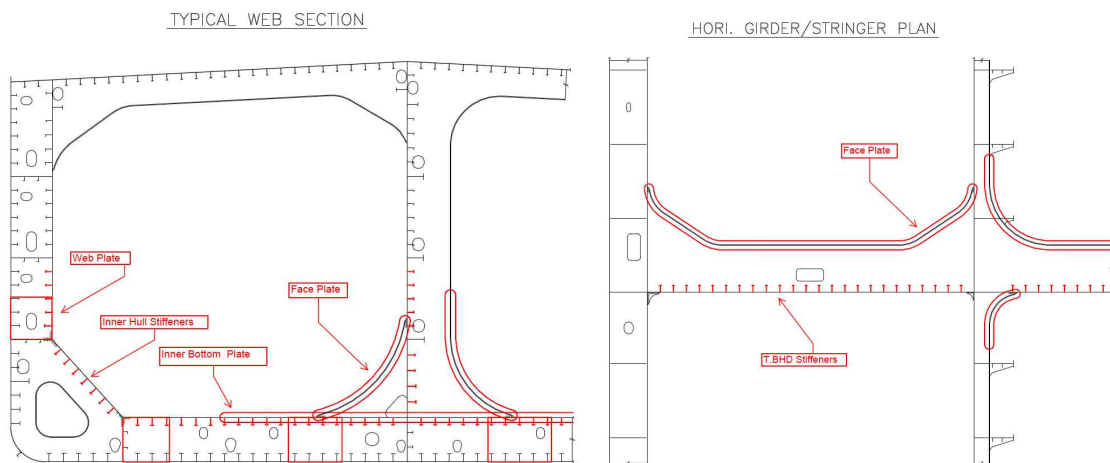 TYPICAL WEB SECTION
HORI. GIRDER/STRINGER PLAN
Face Plate
Web Plate
Face Plate
Inner Hull Stiffeners
Inner Bottom Plate
T.BHD Stiffeners